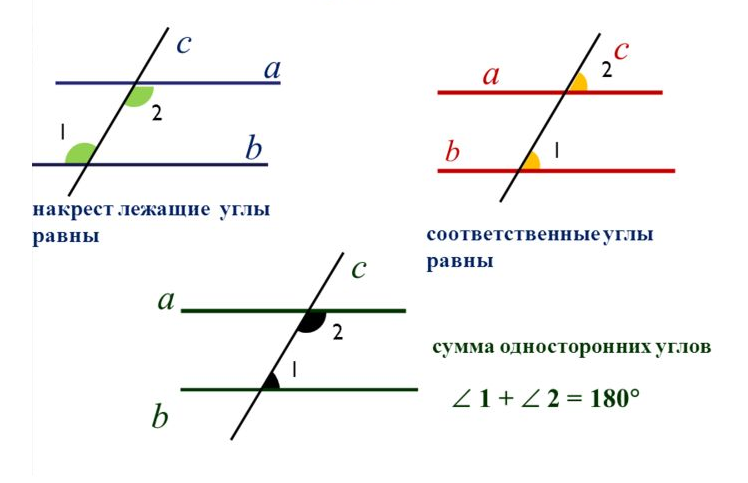 c
a
2
1
b
накрест лежащие углы
равны
c
2
a
b
1
соответственные углы
равны
c
a
2
1
b
сумма односторонних углов
∠ 1 + ∠ 2 = 180°